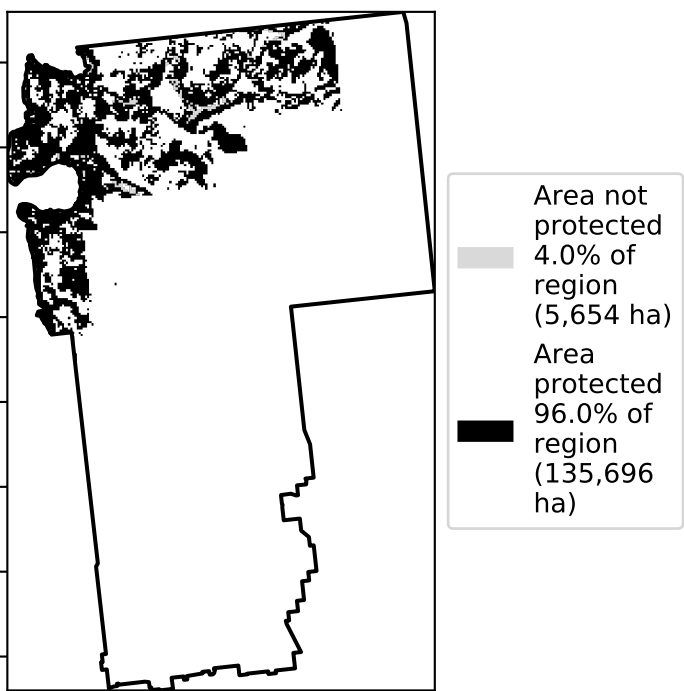 Area not
protected
4.0% of
region
(5,654 ha)
Area
protected
96.0% of
region
(135,696
ha)